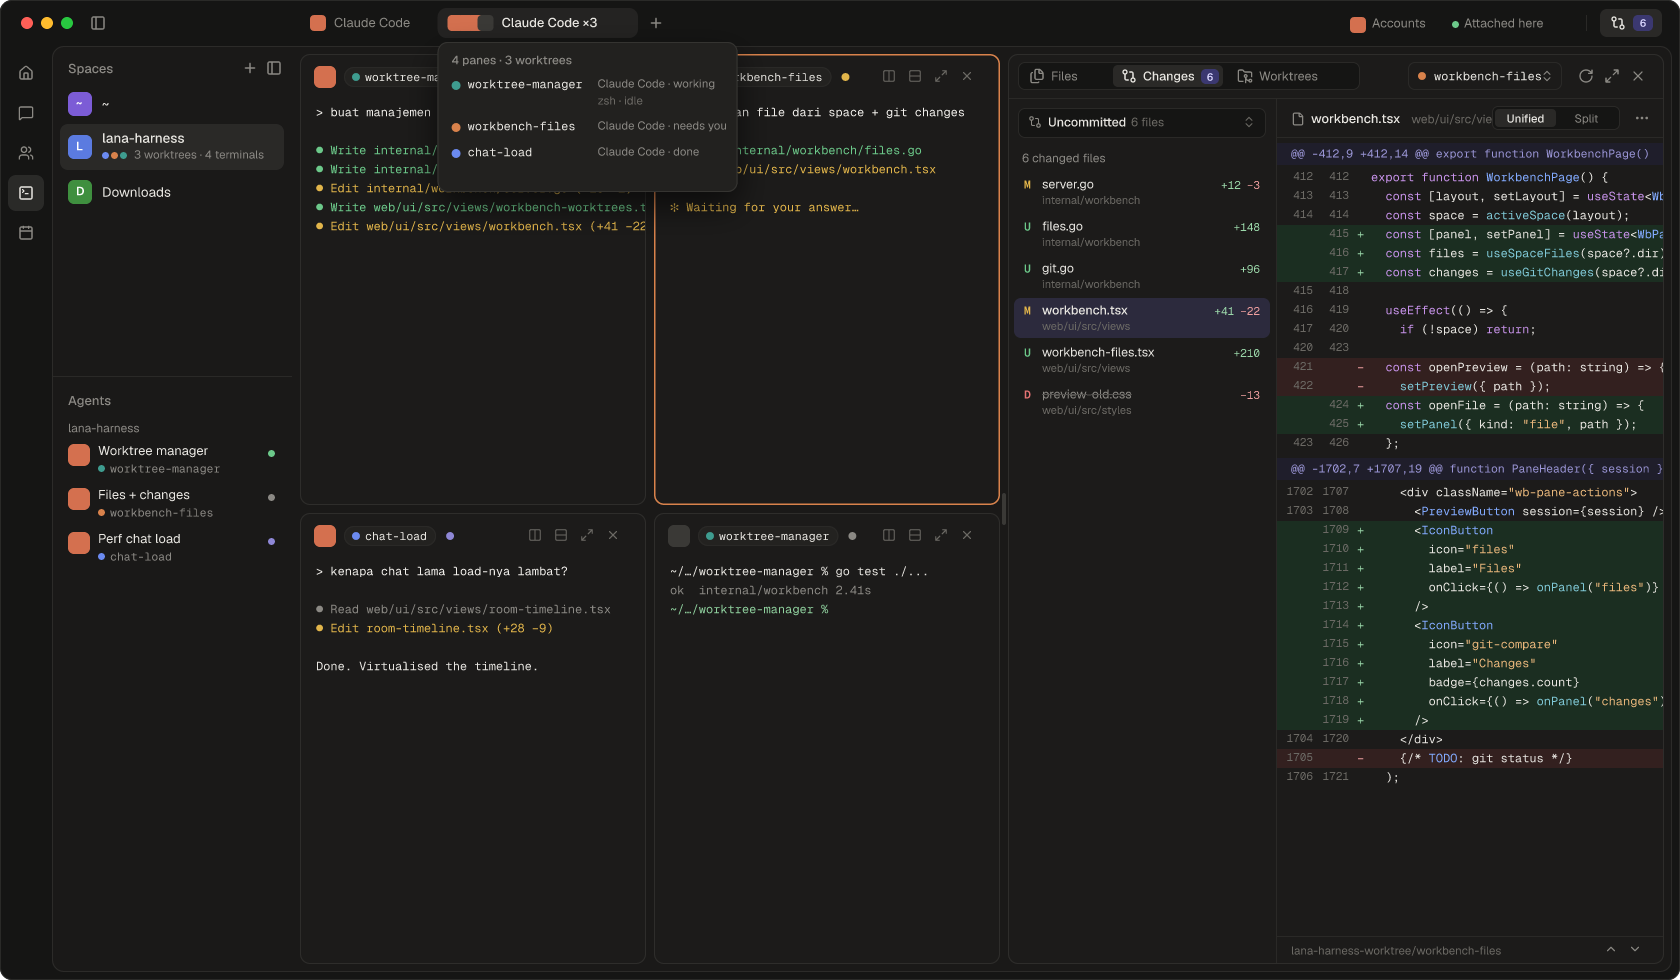 Claude Code
Claude Code ×3
Accounts
Attached here
6
Spaces
~ ~
L lana-harness
3 worktrees · 4 terminals
D Downloads
Agents
lana-harness
Worktree manager
worktree-manager
Files + changes
workbench-files
Perf chat load
chat-load
4 panes · 3 worktrees
worktree-manager Claude Code · working
zsh · idle
workbench-files Claude Code · needs you
chat-load Claude Code · done
> buat manajemen
Write internal/
Write internal/
Edit internal/
Write web/ui/src/views/workbench-worktrees.t
Edit web/ui/src/views/workbench.tsx (+41 −22
kbench-files
an file dari space + git changes
nternal/workbench/files.go
b/ui/src/views/workbench.tsx
✻ Waiting for your answer…
chat-load
> kenapa chat lama load-nya lambat?
Read web/ui/src/views/room-timeline.tsx
Edit room-timeline.tsx (+28 −9)
Done. Virtualised the timeline.
worktree-manager
~/…/worktree-manager % go test ./...
ok internal/workbench 2.41s
~/…/worktree-manager %
Files
Changes 6
Worktrees
workbench-files
Uncommitted 6 files
6 changed files
M server.go +12 −3
internal/workbench
U files.go +148
internal/workbench
U git.go +96
internal/workbench
M workbench.tsx +41 −22
web/ui/src/views
U workbench-files.tsx +210
web/ui/src/views
D preview-old.css −13
web/ui/src/styles
workbench.tsx web/ui/src/vie
Unified
Split
@@ -412,9 +412,14 @@ export function WorkbenchPage()
412 412 export function WorkbenchPage() {
413 413 const [layout, setLayout] = useState<Wb
414 414 const space = activeSpace(layout);
415 + const [panel, setPanel] = useState<WbPa
416 + const files = useSpaceFiles(space?.dir)
417 + const changes = useGitChanges(space?.di
415 418
416 419 useEffect(() => {
417 420 if (!space) return;
420 423
421 − const openPreview = (path: string) => {
422 − setPreview({ path });
424 + const openFile = (path: string) => {
425 + setPanel({ kind: "file", path });
423 426 };
@@ -1702,7 +1707,19 @@ function PaneHeader({ session }
1702 1707 <div className="wb-pane-actions">
1703 1708 <PreviewButton session={session} />
1709 + <IconButton
1710 + icon="files"
1711 + label="Files"
1712 + onClick={() => onPanel("files")}
1713 + />
1714 + <IconButton
1715 + icon="git-compare"
1716 + label="Changes"
1717 + badge={changes.count}
1718 + onClick={() => onPanel("changes")
1719 + />
1704 1720 </div>
1705 − {/* TODO: git status */}
1706 1721 );
lana-harness-worktree/workbench-files